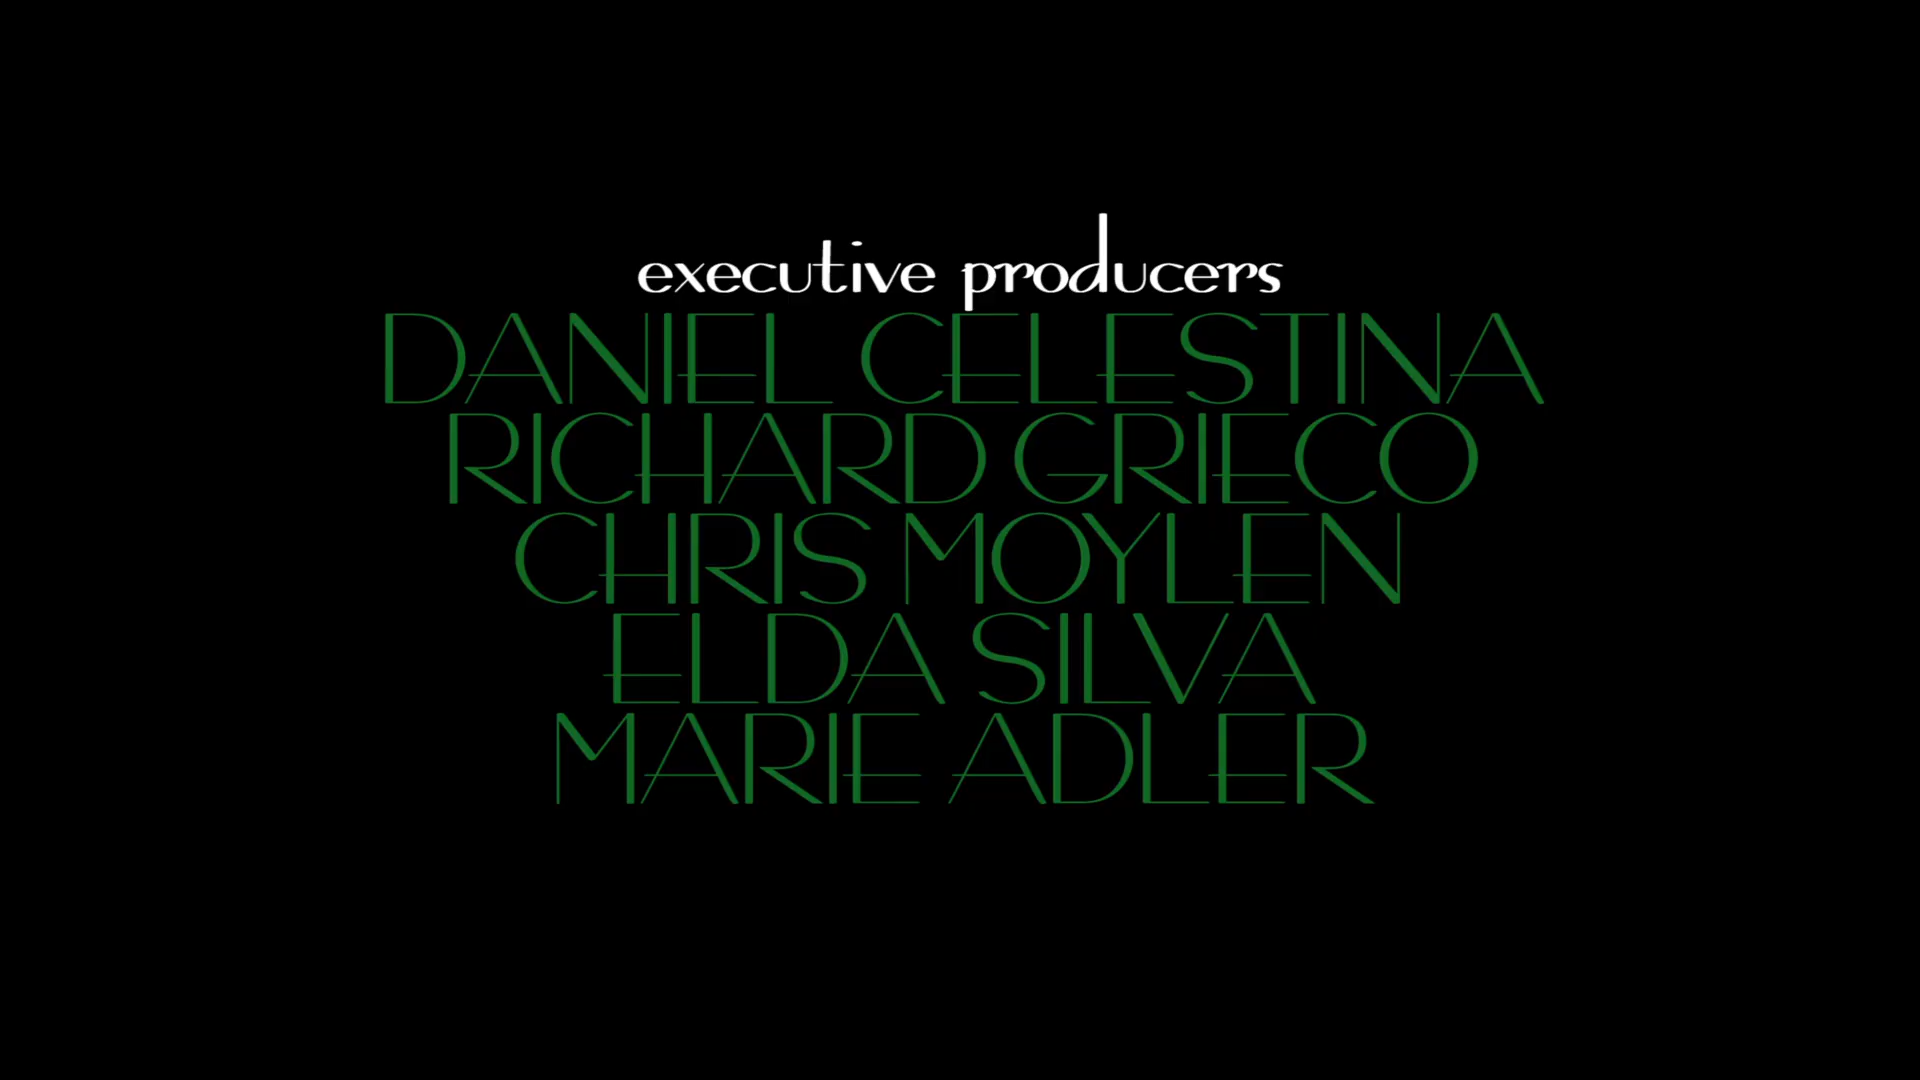 executive producers
DANIEL CELESTINA
RICHARD GRIECO
CHRIS MOYLEN
ELDA SILVA
MARIE ADLER